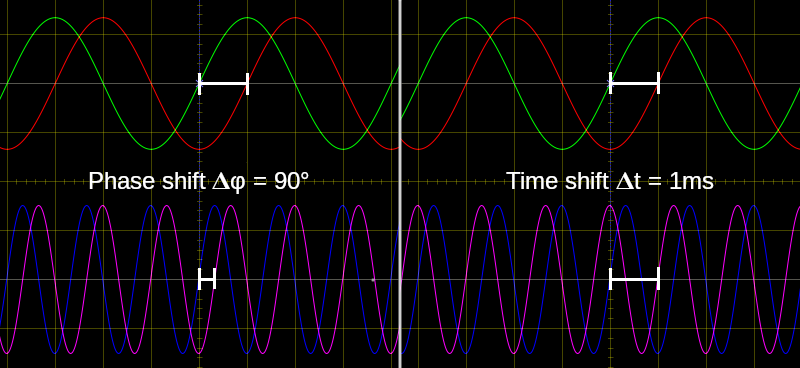 Phase shift Δφ = 90°
Time shift Δt = 1ms